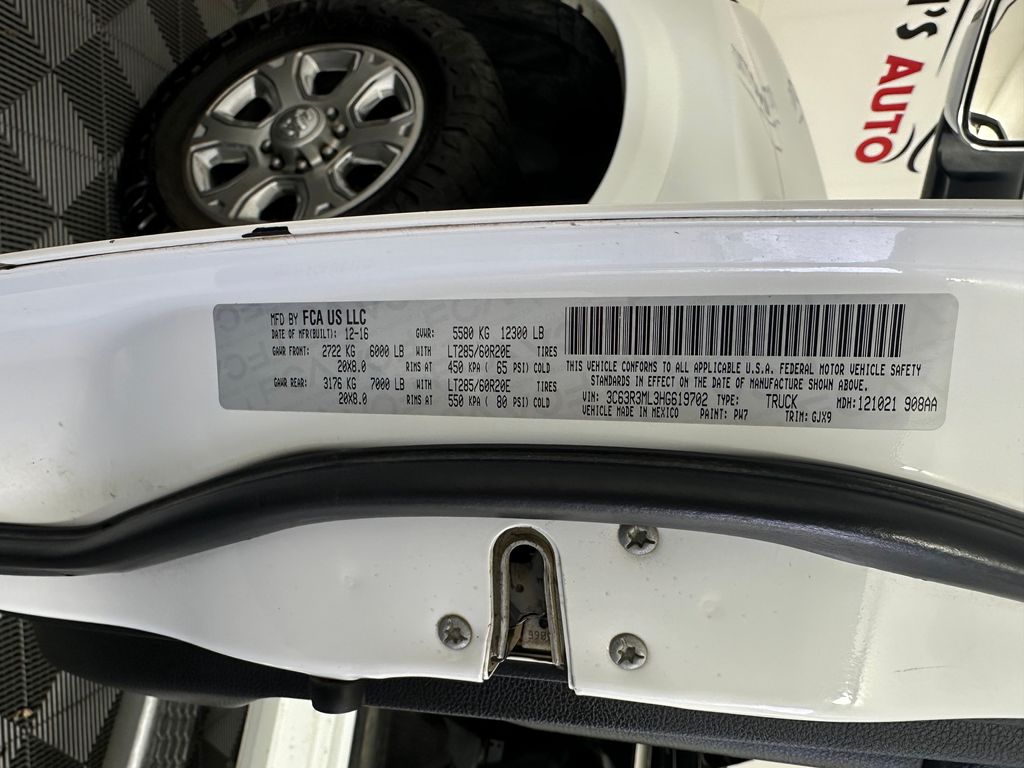 'S AUTO
MFD BY FCA US LLC
DATE OF MFR(BUILT): 12-16 GVWR: 5580 KG 12300 LB
GAWR FRONT: 2722 KG 6000 LB WITH LT285/60R20E TIRES
20X8.0 RIMS AT 450 KPA ( 65 PSI) COLD
GAWR REAR: 3176 KG 7000 LB WITH LT285/60R20E TIRES
20X8.0 RIMS AT 550 KPA ( 80 PSI) COLD
THIS VEHICLE CONFORMS TO ALL APPLICABLE U.S.A. FEDERAL MOTOR VEHICLE SAFETY
STANDARDS IN EFFECT ON THE DATE OF MANUFACTURE SHOWN ABOVE.
VIN: 3C63R3ML3HG619702 TYPE: TRUCK MDH: 121021 908AA
VEHICLE MADE IN MEXICO PAINT: PW7 TRIM: GJX9